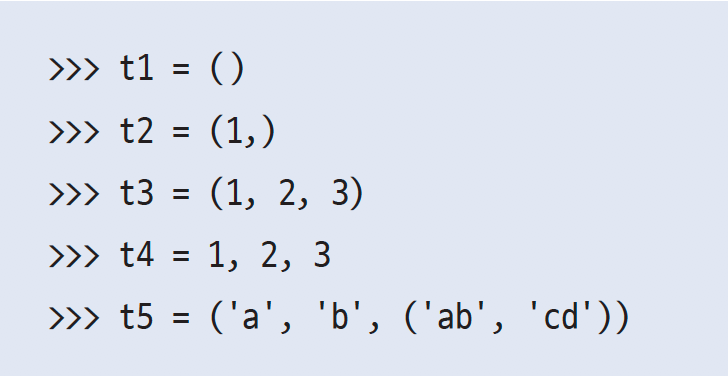 >>> t1 = ()
>>> t2 = (1,)
>>> t3 = (1, 2, 3)
>>> t4 = 1, 2, 3
>>> t5 = ('a', 'b', ('ab', 'cd'))